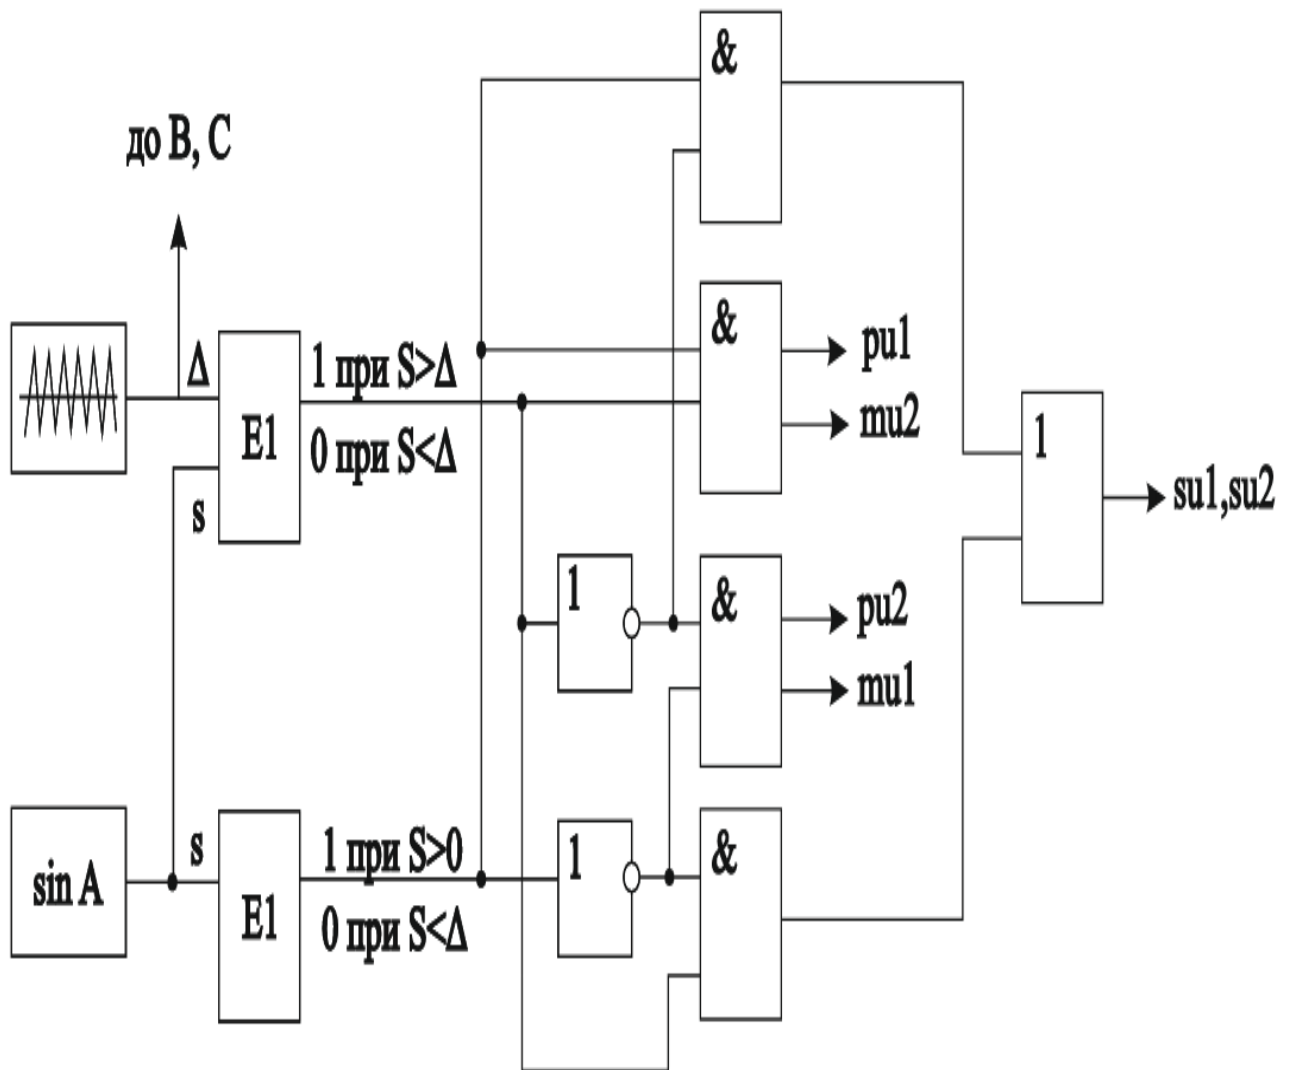 &
до В, С
&
pu1
Δ
1 при S>Δ
mu2
1
E1
0 при S<Δ
su1,su2
s
1
&
pu2
mu1
s
1 при S>0
1
&
sin A
E1
0 при S<Δ